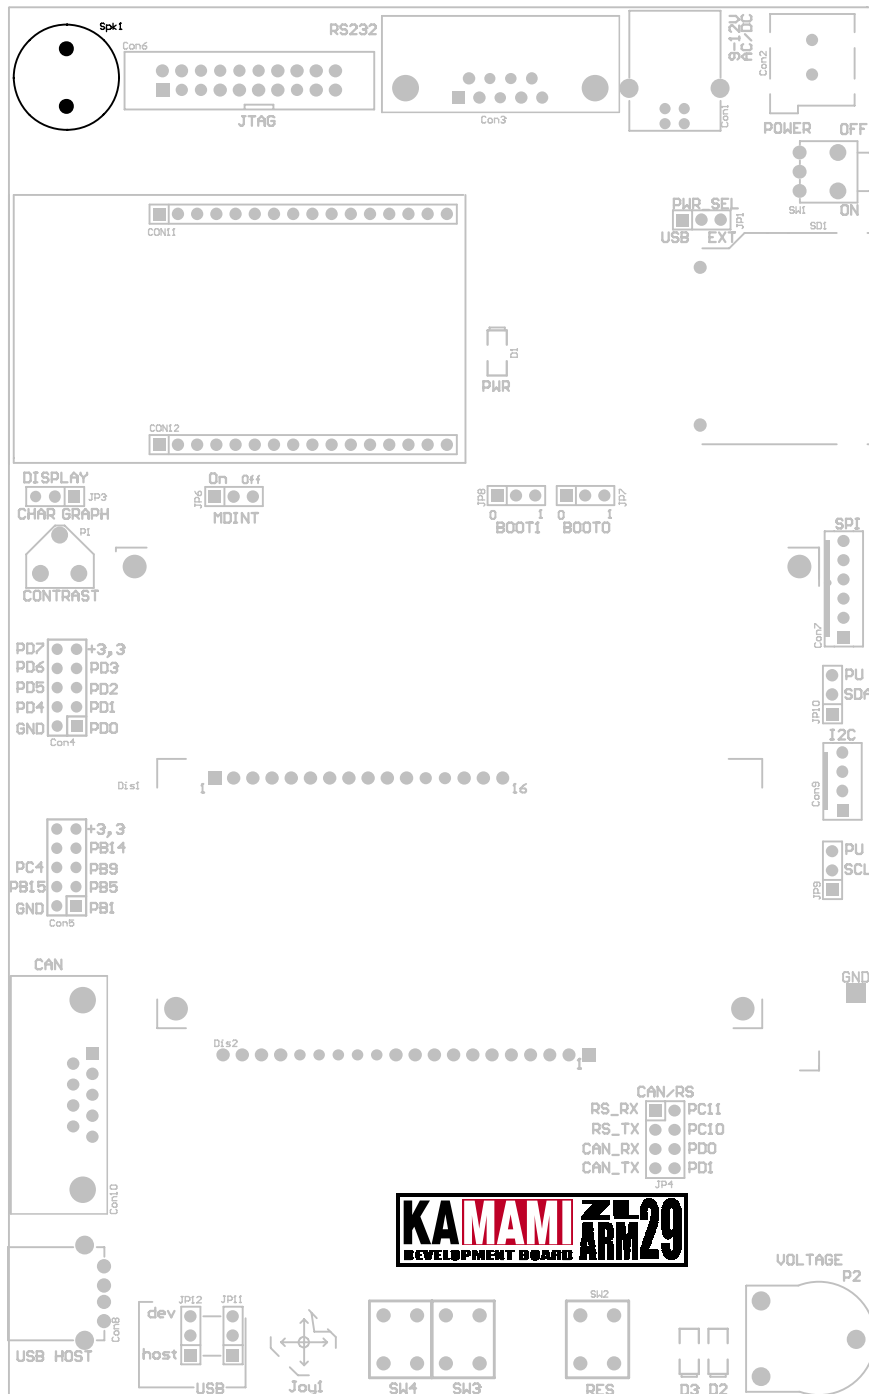 Spk1
Con6
JTAG
RS232
Con3
Con1
9-12V
AC/DC
Con2
POWER OFF
SW1
ON
PWR SEL
JP1
USB EXT
SD1
CON11
D1
PWR
CON12
DISPLAY
JP3
CHAR GRAPH
On Off
JP6
MDINT
JP8
0 1
BOOT1
JP7
0 1
BOOT0
P1
CONTRAST
SPI
Con7
PD7 +3,3
PD6 PD3
PD5 PD2
PD4 PD1
GND PD0
Con4
PU
SDA
JP10
I2C
Con9
Dis1
1 16
+3,3
PB14
PC4 PB9
PB15 PB5
GND PB1
Con5
PU
SCL
JP9
CAN
GND
Dis2
1
CAN/RS
RS_RX PC11
RS_TX PC10
CAN_RX PD0
CAN_TX PD1
JP4
Con10
KAMAMI ZL
ARM29
DEVELOPMENT BOARD
VOLTAGE
P2
Con8
USB HOST
JP12 JP11
dev
host
USB
Joy1
SW4 SW3
SW2
RES
D3 D2